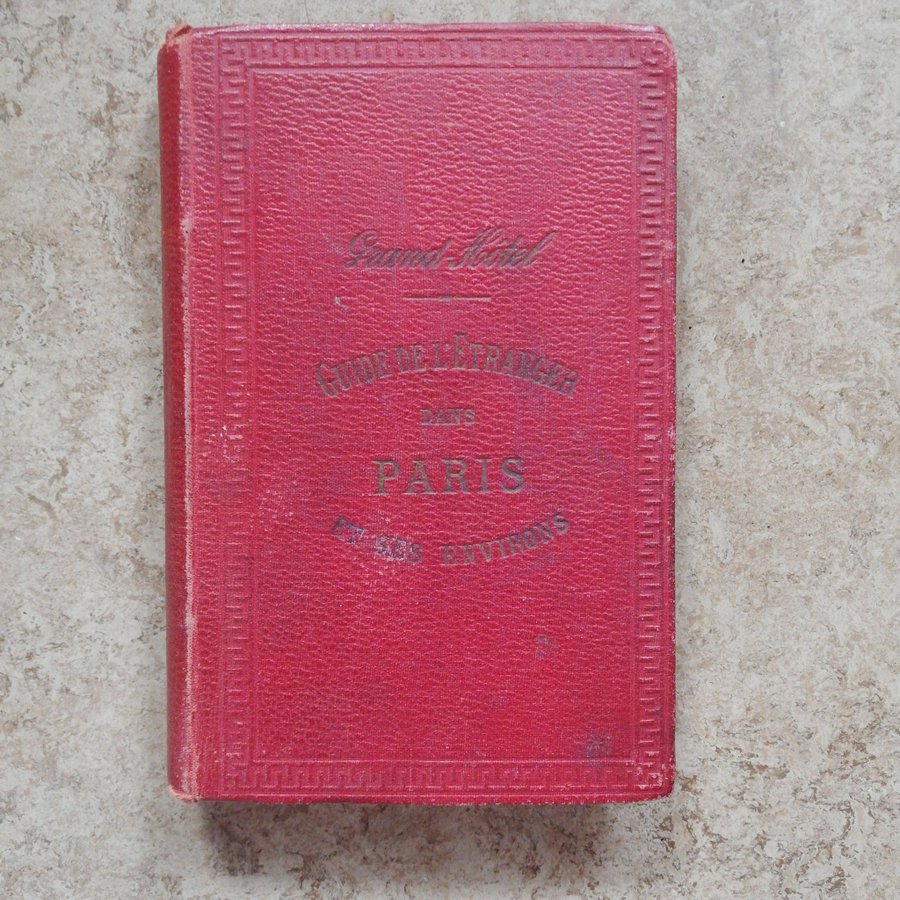 Grand-Hôtel
GUIDE DE L'ÉTRANGER
DANS
PARIS
ET SES ENVIRONS